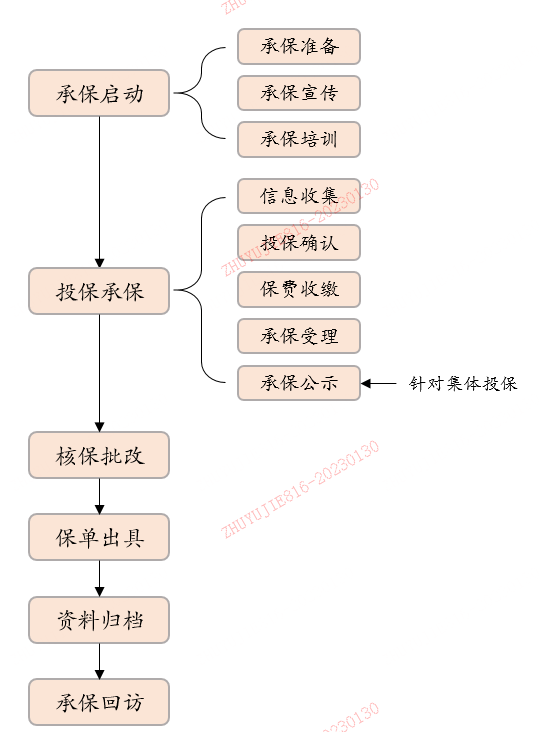 承保启动
承保准备
承保宣传
承保培训
投保承保
信息收集
投保确认
保费收缴
承保受理
承保公示
针对集体投保
核保批改
保单出具
资料归档
承保回访
ZHUYUJIE816-20230130
ZHUYUJIE816-20230130